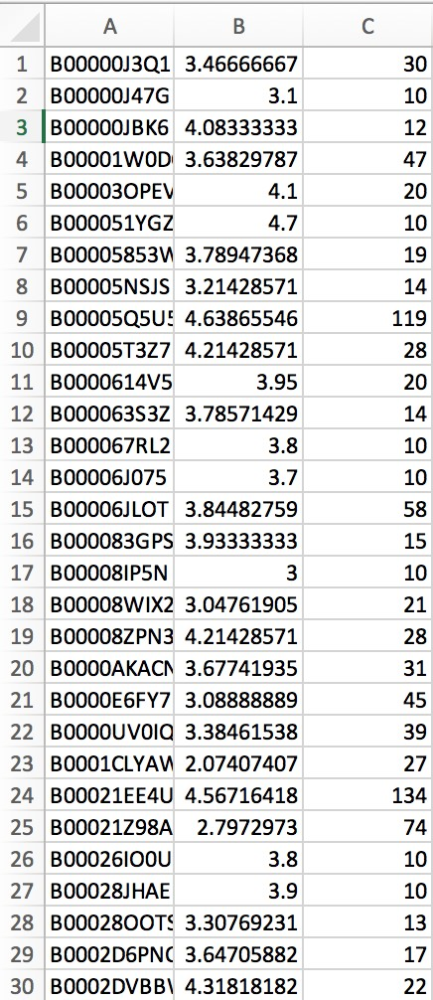 A B C
1 B00000J3Q1 3.46666667 30
2 B00000J47G 3.1 10
3 B00000JBK6 4.08333333 12
4 B00001W0D 3.63829787 47
5 B00003OPEV 4.1 20
6 B000051YGZ 4.7 10
7 B00005853W 3.78947368 19
8 B00005NSJS 3.21428571 14
9 B00005Q5U5 4.63865546 119
10 B00005T3Z7 4.21428571 28
11 B0000614V5 3.95 20
12 B000063S3Z 3.78571429 14
13 B000067RL2 3.8 10
14 B00006J075 3.7 10
15 B00006JLOT 3.84482759 58
16 B000083GPS 3.93333333 15
17 B00008IP5N 3 10
18 B00008WIX2 3.04761905 21
19 B00008ZPN3 4.21428571 28
20 B0000AKACN 3.67741935 31
21 B0000E6FY7 3.08888889 45
22 B0000UV0IQ 3.38461538 39
23 B0001CLYAW 2.07407407 27
24 B00021EE4U 4.56716418 134
25 B00021Z98A 2.7972973 74
26 B00026IO0U 3.8 10
27 B00028JHAE 3.9 10
28 B00028OOTS 3.30769231 13
29 B0002D6PNC 3.64705882 17
30 B0002DVBB 4.31818182 22